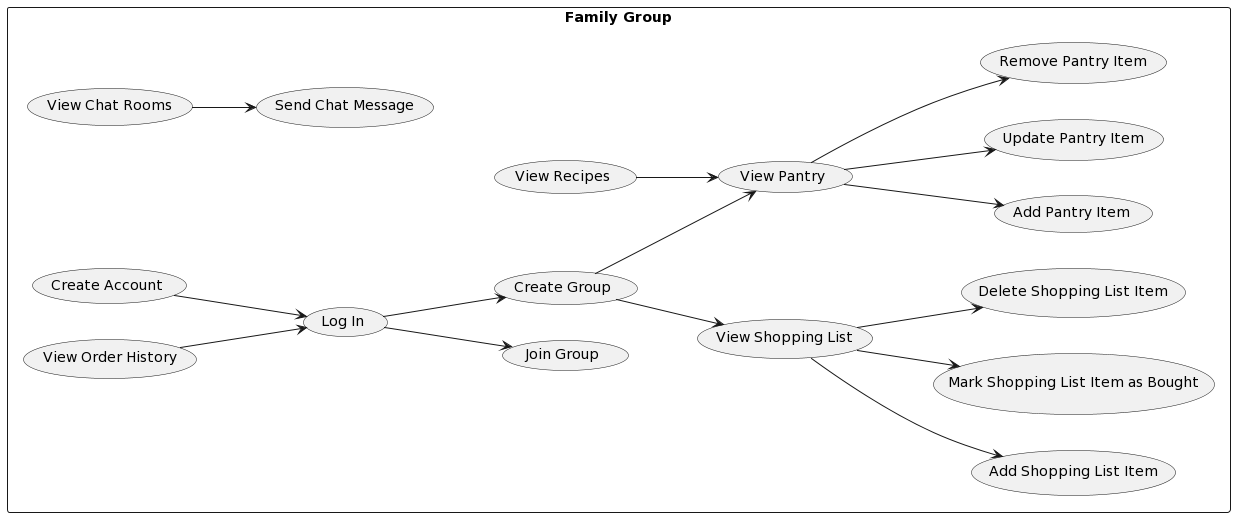 Family Group
Remove Pantry Item
View Chat Rooms
Send Chat Message
Update Pantry Item
View Recipes
View Pantry
Add Pantry Item
Create Account
Create Group
Delete Shopping List Item
Log In
View Shopping List
View Order History
Join Group
Mark Shopping List Item as Bought
Add Shopping List Item